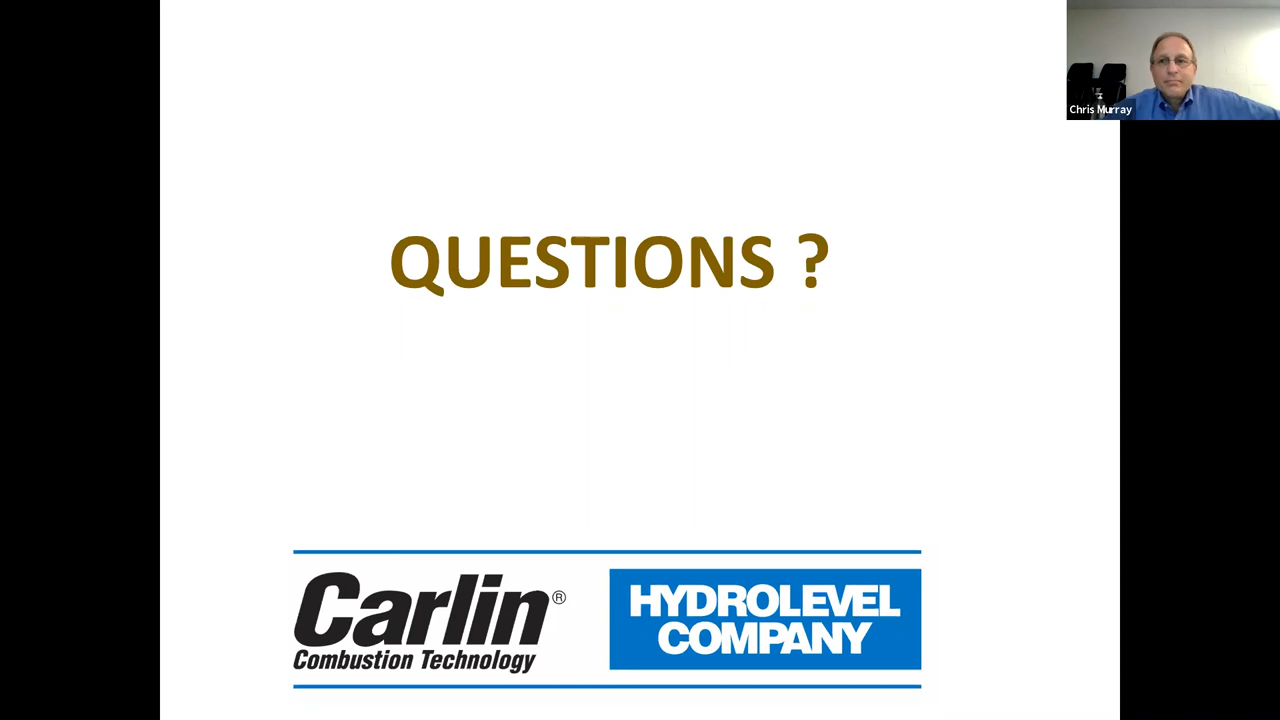 Chris Murray
QUESTIONS ?
Carlin®
Combustion Technology
HYDROLEVEL
COMPANY